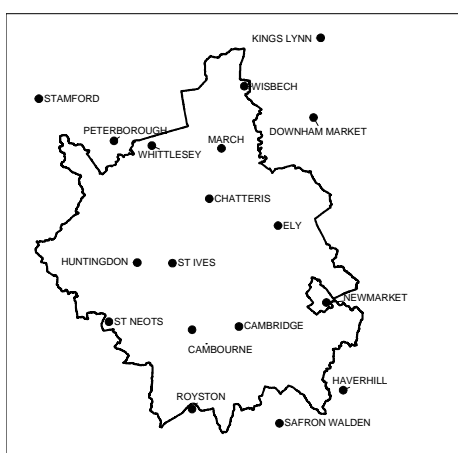 KINGS LYNN
WISBECH
STAMFORD
DOWNHAM MARKET
PETERBOROUGH
MARCH
WHITTLESEY
CHATTERIS
ELY
HUNTINGDON
ST IVES
NEWMARKET
ST NEOTS
CAMBRIDGE
CAMBOURNE
HAVERHILL
ROYSTON
SAFRON WALDEN